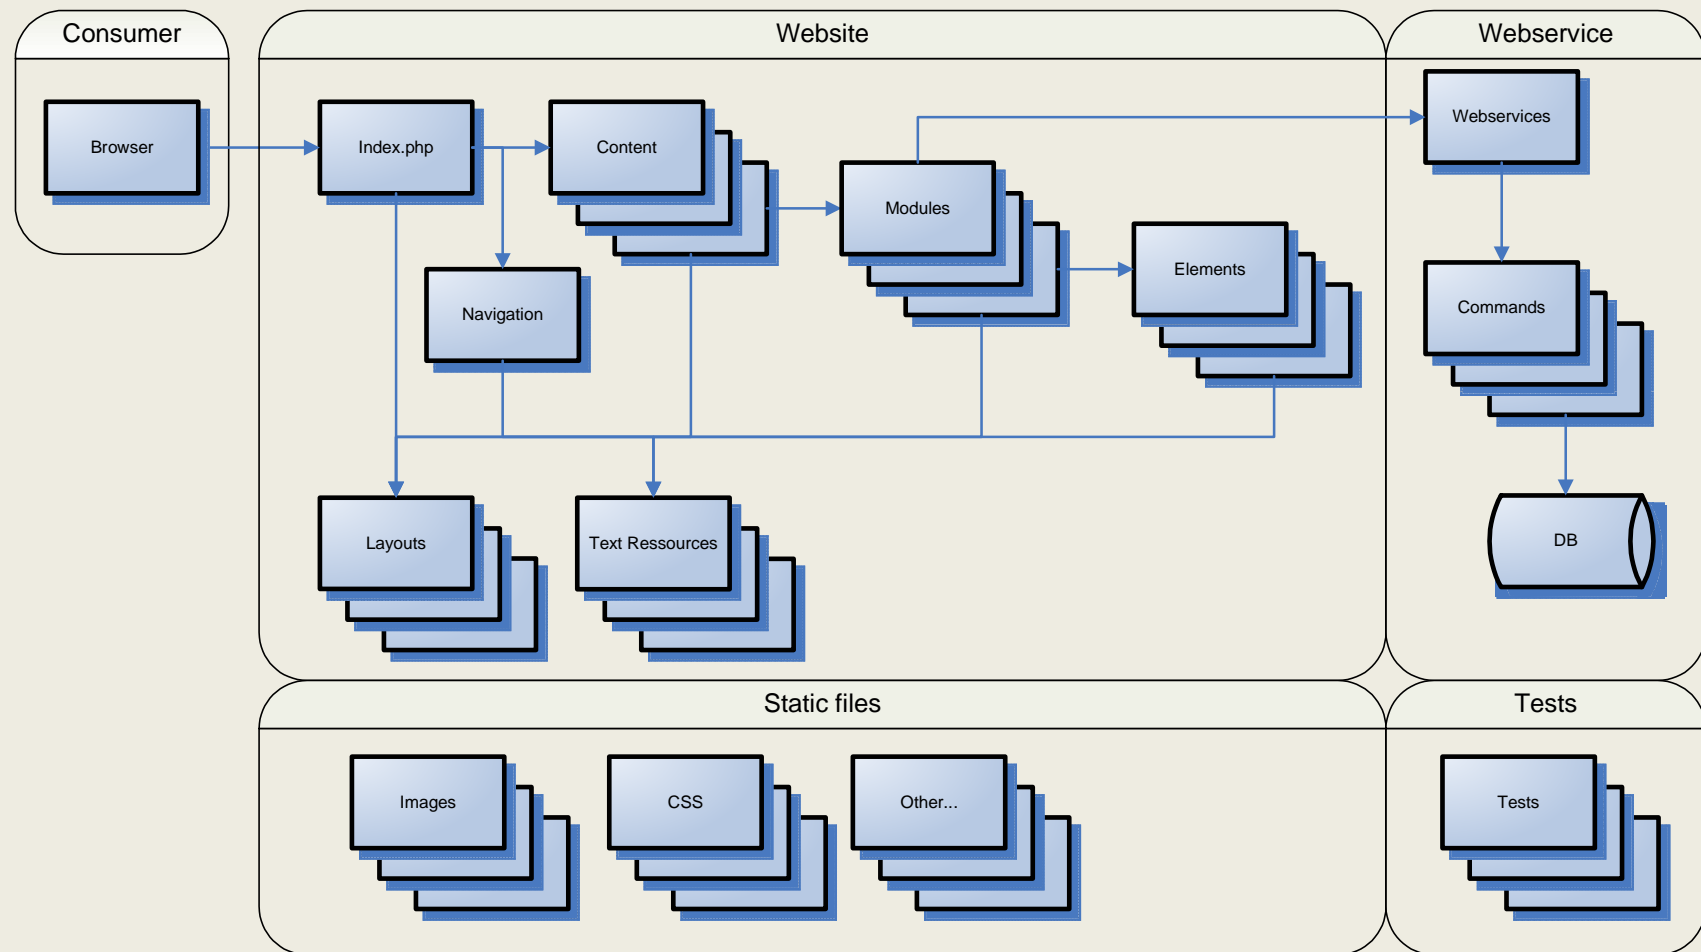 Consumer
Website
Webservice
Browser
Index.php
Content
Modules
Elements
Navigation
Webservices
Commands
Layouts
Text Ressources
DB
Static files
Tests
Images
CSS
Other...
Tests